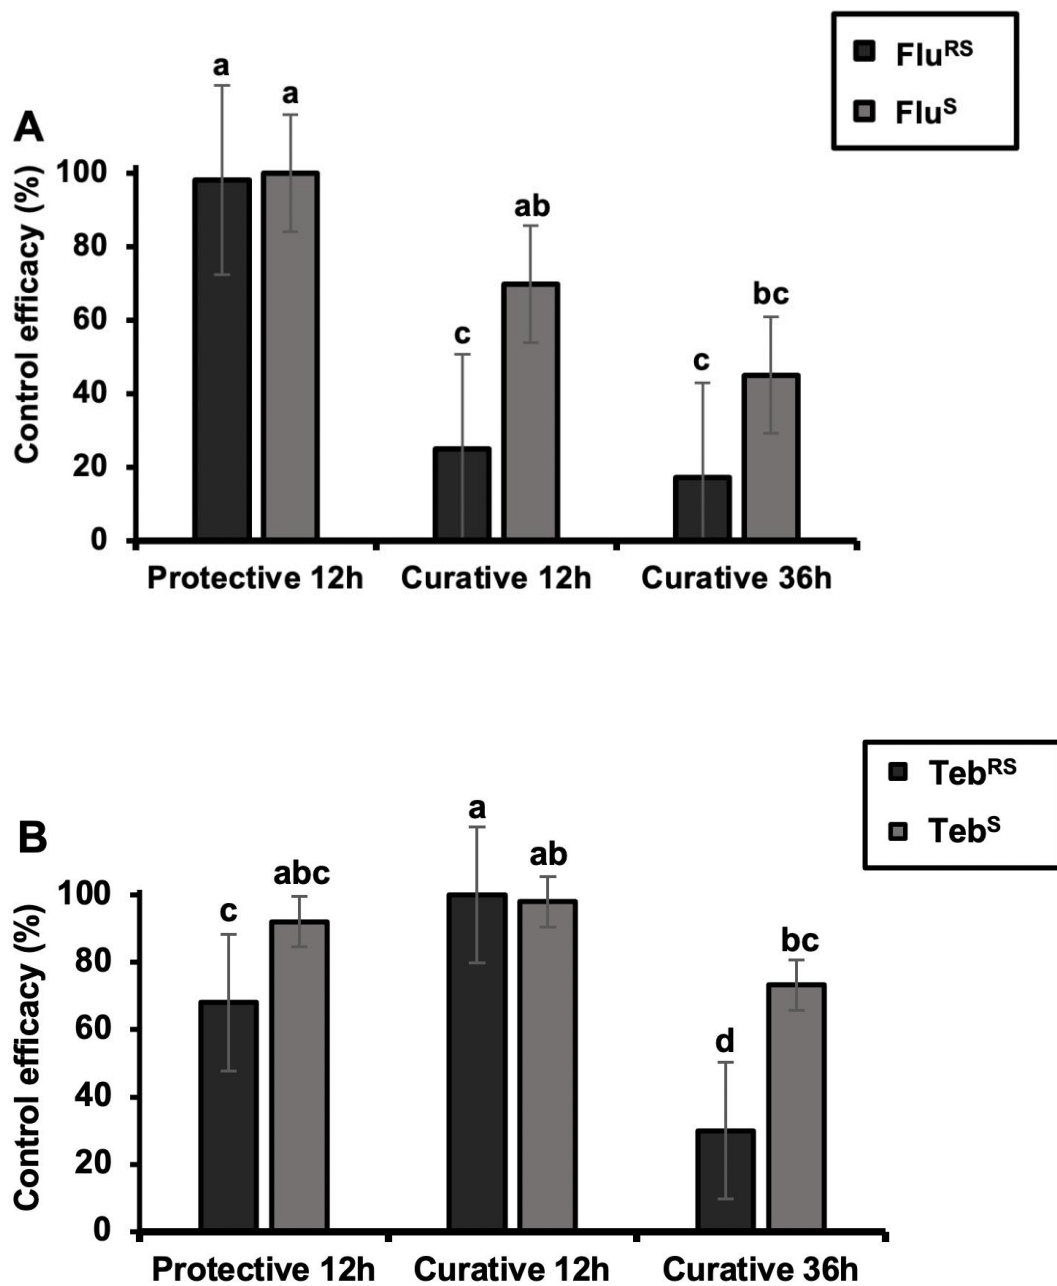 Flu^RS
Flu^S
A
Control efficacy (%)
a
a
c
ab
c
bc
100
80
60
40
20
0
Protective 12h Curative 12h Curative 36h
Teb^RS
Teb^S
B
Control efficacy (%)
c
abc
a
ab
d
bc
100
80
60
40
20
0
Protective 12h Curative 12h Curative 36h